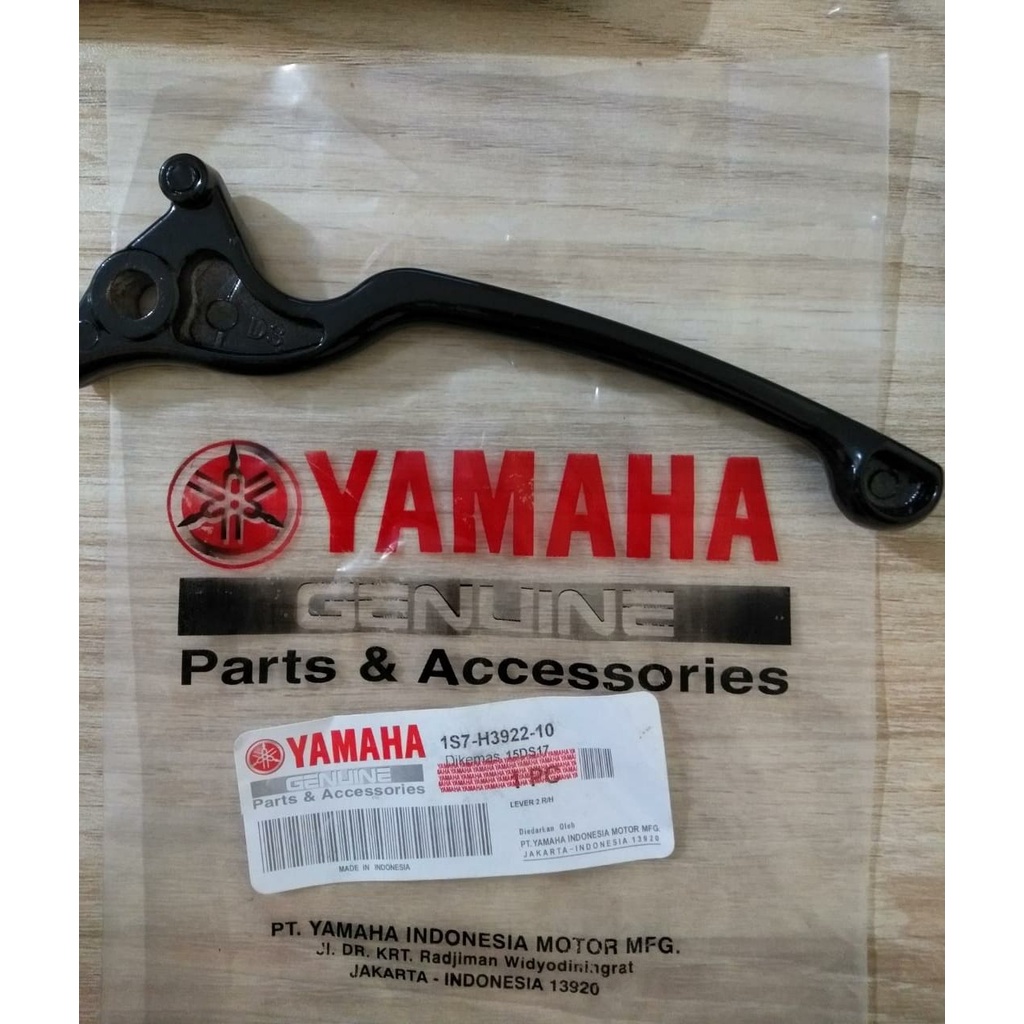 1DS
YAMAHA
GENUINE
Parts & Accessories
YAMAHA
GENUINE
Parts & Accessories
1S7-H3922-10
Dikemas 15DS17
1 PC
LEVER 2 R/H
MADE IN INDONESIA
Diedarkan Oleh
PT. YAMAHA INDONESIA MOTOR MFG.
JAKARTA - INDONESIA 13920
PT. YAMAHA INDONESIA MOTOR MFG.
Jl. DR. KRT. Radjiman Widyodiningrat
JAKARTA - INDONESIA 13920